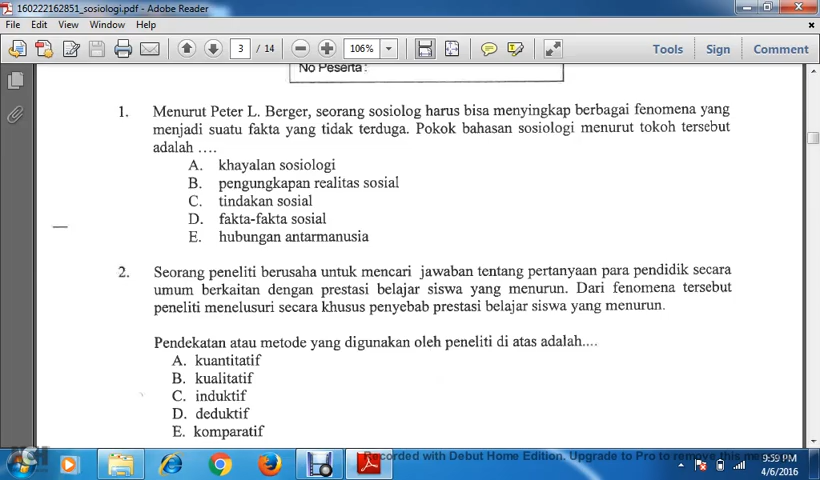 160222162851_sosiologi.pdf - Adobe Reader
File Edit View Window Help
3 / 14 106% Tools Sign Comment
No Peserta :
1. Menurut Peter L. Berger, seorang sosiolog harus bisa menyingkap berbagai fenomena yang
menjadi suatu fakta yang tidak terduga. Pokok bahasan sosiologi menurut tokoh tersebut
adalah ....
A. khayalan sosiologi
B. pengungkapan realitas sosial
C. tindakan sosial
D. fakta-fakta sosial
E. hubungan antarmanusia
2. Seorang peneliti berusaha untuk mencari jawaban tentang pertanyaan para pendidik secara
umum berkaitan dengan prestasi belajar siswa yang menurun. Dari fenomena tersebut
peneliti menelusuri secara khusus penyebab prestasi belajar siswa yang menurun.
Pendekatan atau metode yang digunakan oleh peneliti di atas adalah....
A. kuantitatif
B. kualitatif
C. induktif
D. deduktif
E. komparatif
Recorded with Debut Home Edition. Upgrade to Pro to remove this me
9:59 PM
4/6/2016